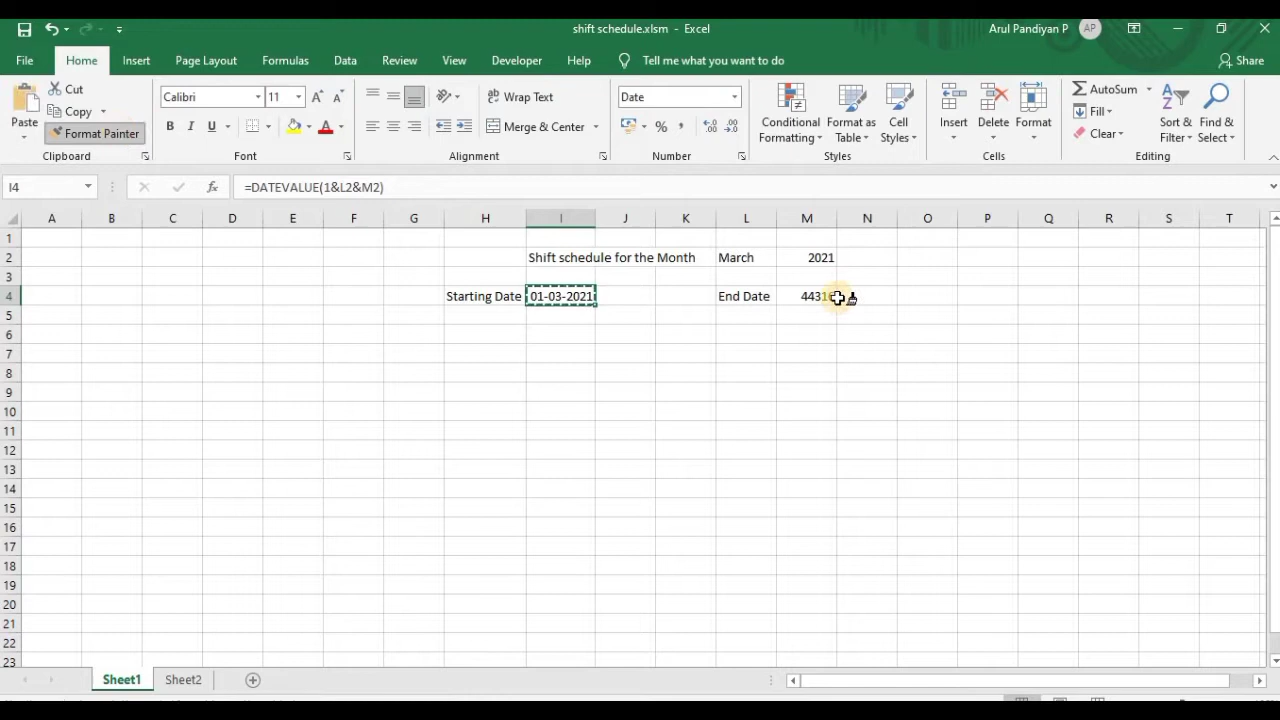 shift schedule.xlsm - Excel
Arul Pandiyan P
AP
File Home Insert Page Layout Formulas Data Review View Developer Help Tell me what you want to do Share
Paste
Cut
Copy
Format Painter
Clipboard
Calibri 11
B I U
Font
Wrap Text
Merge & Center
Alignment
Date
%
Number
Conditional Formatting
Format as Table
Cell Styles
Styles
Insert Delete Format
Cells
AutoSum
Fill
Clear
Sort & Filter
Find & Select
Editing
I4 fx =DATEVALUE(1&L2&M2)
A B C D E F G H I J K L M N O P Q R S T
1
2 Shift schedule for the Month March 2021
3
4 Starting Date 01-03-2021 End Date
5
6
7
8
9
10
11
12
13
14
15
16
17
18
19
20
21
22
23
Sheet1 Sheet2